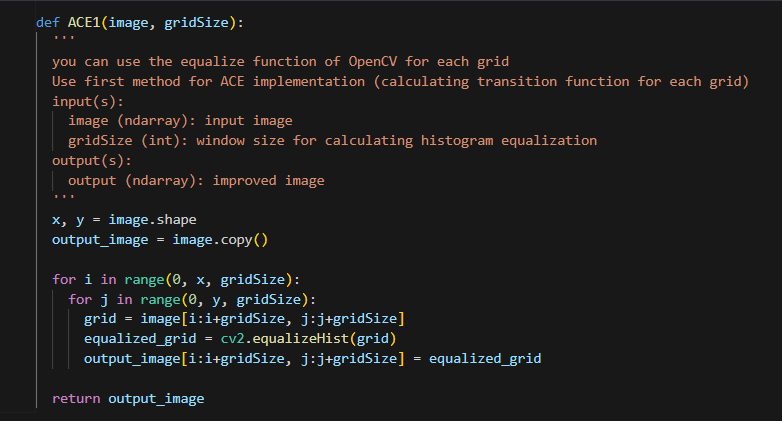 def ACE1(image, gridSize):
'''
you can use the equalize function of OpenCV for each grid
Use first method for ACE implementation (calculating transition function for each grid)
input(s):
image (ndarray): input image
gridSize (int): window size for calculating histogram equalization
output(s):
output (ndarray): improved image
'''
x, y = image.shape
output_image = image.copy()
for i in range(0, x, gridSize):
for j in range(0, y, gridSize):
grid = image[i:i+gridSize, j:j+gridSize]
equalized_grid = cv2.equalizeHist(grid)
output_image[i:i+gridSize, j:j+gridSize] = equalized_grid
return output_image